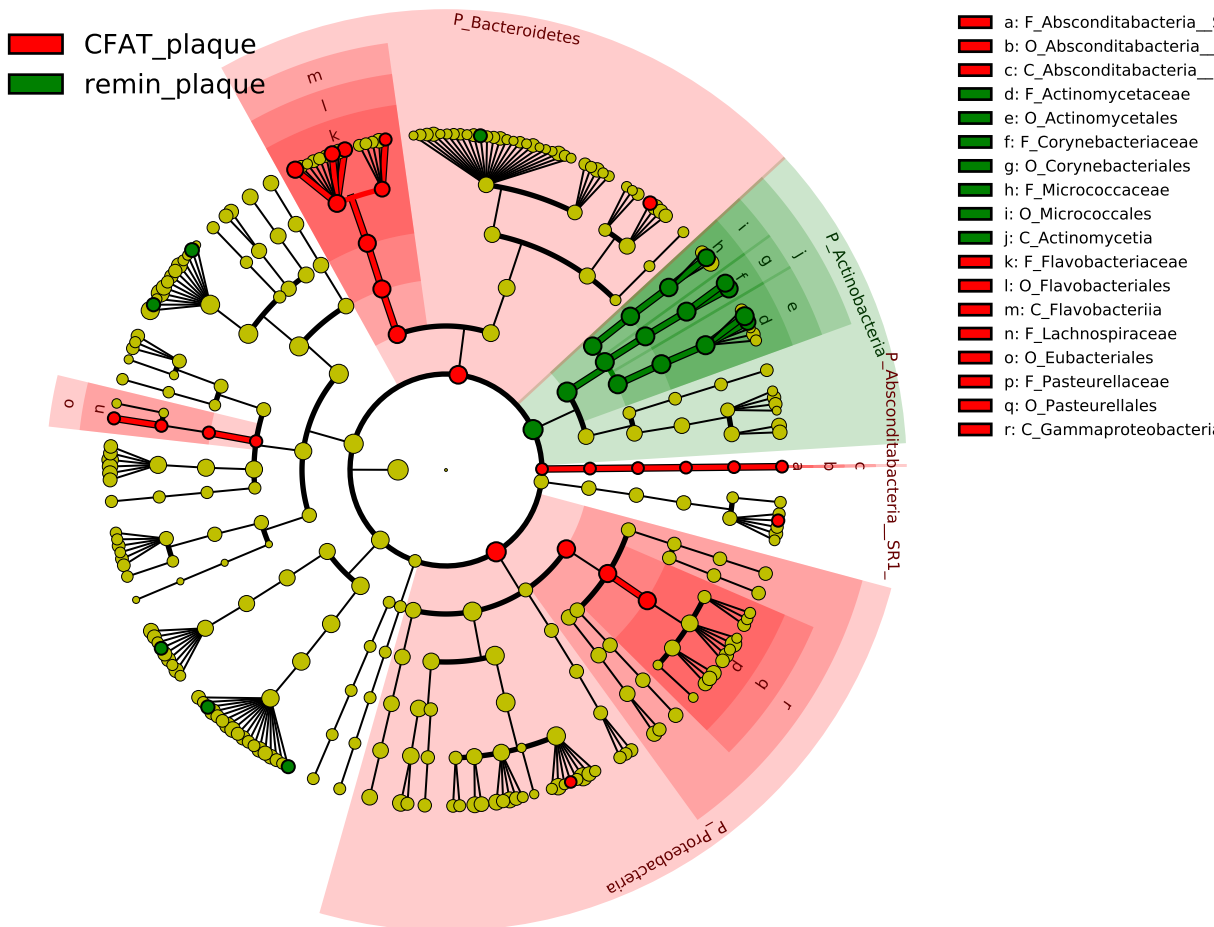 CFAT_plaque
remin_plaque
P_Bacteroidetes
m
l
k
P_Actinobacteria
i
h
g
j
f
e
d
P_Absconditabacteria__SR1_
a
b
c
o
n
p
q
r
P_Proteobacteria
a: F_Absconditabacteria__
b: O_Absconditabacteria__
c: C_Absconditabacteria__
d: F_Actinomycetaceae
e: O_Actinomycetales
f: F_Corynebacteriaceae
g: O_Corynebacteriales
h: F_Micrococcaceae
i: O_Micrococcales
j: C_Actinomycetia
k: F_Flavobacteriaceae
l: O_Flavobacteriales
m: C_Flavobacteriia
n: F_Lachnospiraceae
o: O_Eubacteriales
p: F_Pasteurellaceae
q: O_Pasteurellales
r: C_Gammaproteobacteria